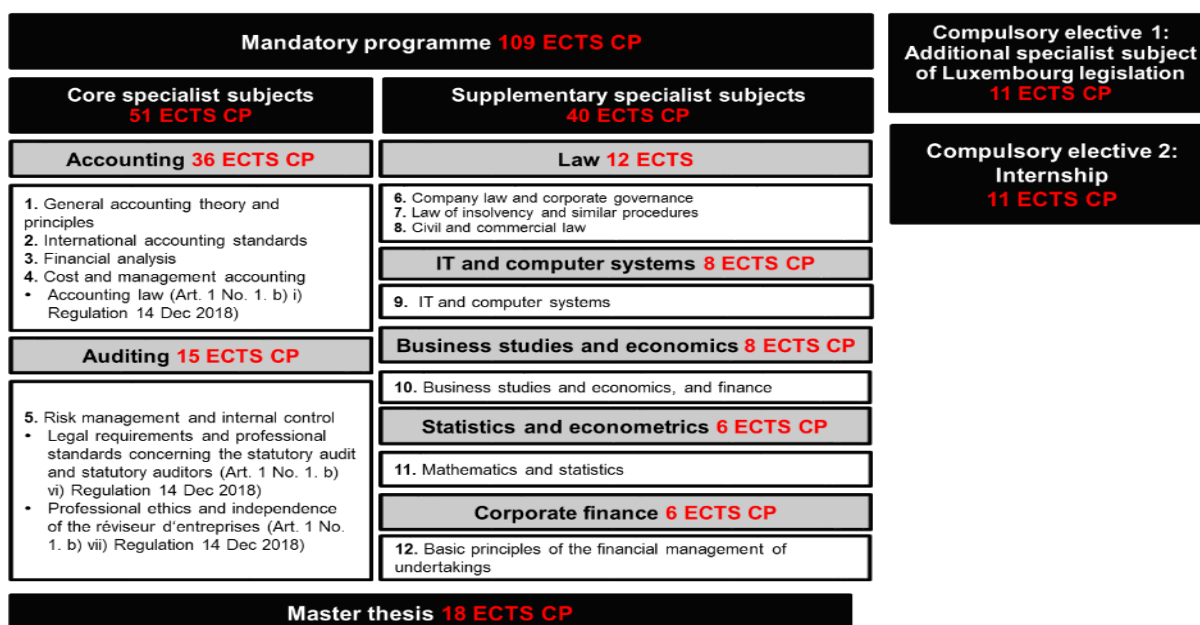 Mandatory programme 109 ECTS CP
Core specialist subjects
51 ECTS CP
Accounting 36 ECTS CP
1. General accounting theory and
principles
2. International accounting standards
3. Financial analysis
4. Cost and management accounting
• Accounting law (Art. 1 No. 1. b) i)
Regulation 14 Dec 2018)
Auditing 15 ECTS CP
5. Risk management and internal control
• Legal requirements and professional
standards concerning the statutory audit
and statutory auditors (Art. 1 No. 1. b)
vi) Regulation 14 Dec 2018)
• Professional ethics and independence
of the réviseur d‘entreprises (Art. 1 No.
1. b) vii) Regulation 14 Dec 2018)
Supplementary specialist subjects
40 ECTS CP
Law 12 ECTS
6. Company law and corporate governance
7. Law of insolvency and similar procedures
8. Civil and commercial law
IT and computer systems 8 ECTS CP
9. IT and computer systems
Business studies and economics 8 ECTS CP
10. Business studies and economics, and finance
Statistics and econometrics 6 ECTS CP
11. Mathematics and statistics
Corporate finance 6 ECTS CP
12. Basic principles of the financial management of
undertakings
Master thesis 18 ECTS CP
Compulsory elective 1:
Additional specialist subject
of Luxembourg legislation
11 ECTS CP
Compulsory elective 2:
Internship
11 ECTS CP